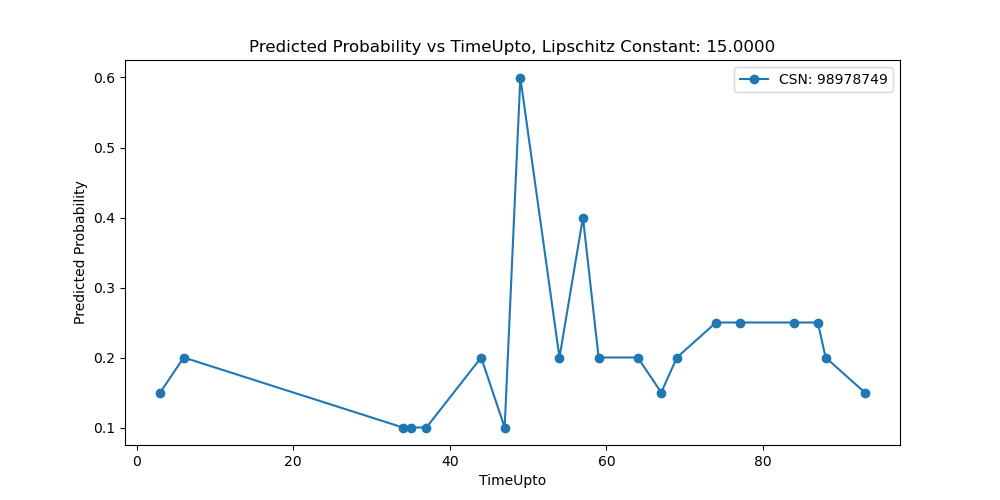 Predicted Probability vs TimeUpto, Lipschitz Constant: 15.0000
CSN: 98978749
Predicted Probability
0.6
0.5
0.4
0.3
0.2
0.1
0 20 40 60 80
TimeUpto